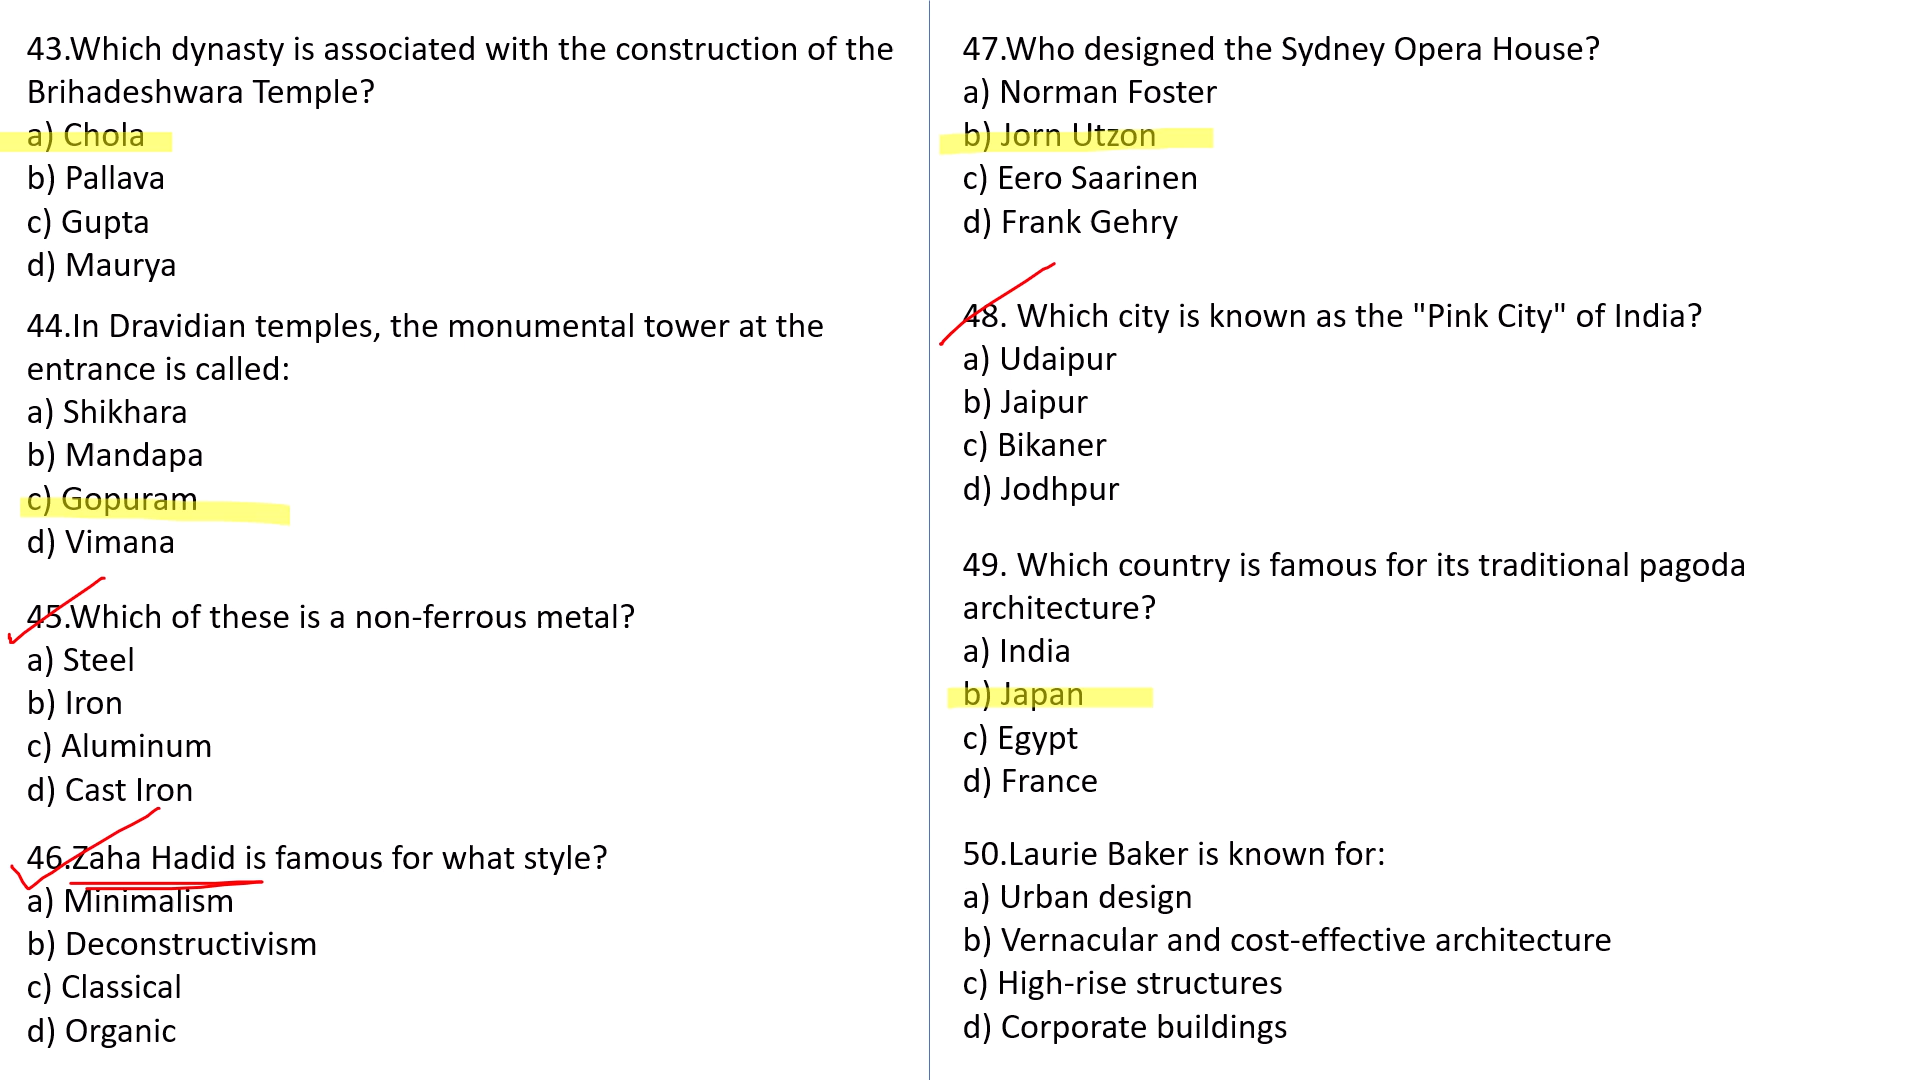 43.Which dynasty is associated with the construction of the
Brihadeshwara Temple?
a) Chola
b) Pallava
c) Gupta
d) Maurya
44.In Dravidian temples, the monumental tower at the
entrance is called:
a) Shikhara
b) Mandapa
c) Gopuram
d) Vimana
45.Which of these is a non-ferrous metal?
a) Steel
b) Iron
c) Aluminum
d) Cast Iron
46.Zaha Hadid is famous for what style?
a) Minimalism
b) Deconstructivism
c) Classical
d) Organic
47.Who designed the Sydney Opera House?
a) Norman Foster
b) Jorn Utzon
c) Eero Saarinen
d) Frank Gehry
48. Which city is known as the "Pink City" of India?
a) Udaipur
b) Jaipur
c) Bikaner
d) Jodhpur
49. Which country is famous for its traditional pagoda
architecture?
a) India
b) Japan
c) Egypt
d) France
50.Laurie Baker is known for:
a) Urban design
b) Vernacular and cost-effective architecture
c) High-rise structures
d) Corporate buildings